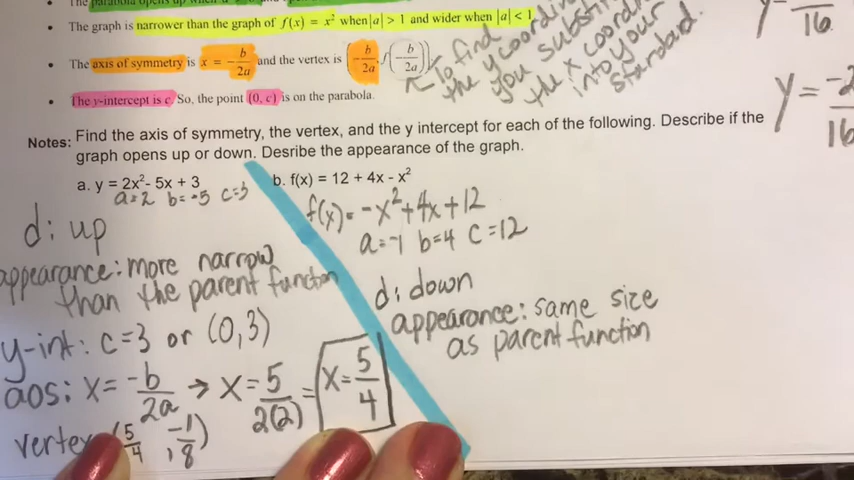 The graph is narrower than the graph of f(x) = x² when |a| > 1 and wider when |a| < 1
The axis of symmetry is x = -b/2a and the vertex is (-b/2a, f(-b/2a))
The y-intercept is c. So, the point (0, c) is on the parabola.
To find
the y coordin
you substit
the x coordi
into your
standard.
16.
y = -2
16
Notes: Find the axis of symmetry, the vertex, and the y intercept for each of the following. Describe if the
graph opens up or down. Desribe the appearance of the graph.
a. y = 2x² - 5x + 3
a=2 b=-5 c=3
d: up
appearance: more narrow
than the parent function
y-int: c=3 or (0,3)
aos: x = -b/2a → x = 5/2(2) = x = 5/4
vertex (5/4, -1/8)
b. f(x) = 12 + 4x - x²
f(x) = -x² + 4x + 12
a=-1 b=4 c=12
d: down
appearance: same size
as parent function